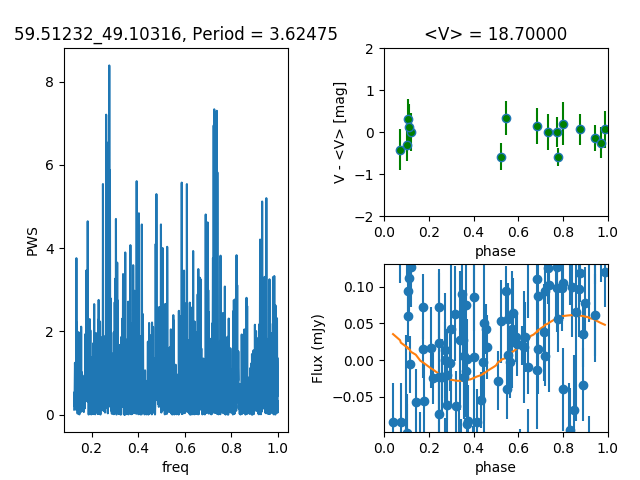 59.51232_49.10316, Period = 3.62475
<V> = 18.70000
8
6
4
2
0
PWS
0.2 0.4 0.6 0.8 1.0
freq
2
1
0
−1
−2
V - <V> [mag]
0.0 0.2 0.4 0.6 0.8 1.0
phase
0.10
0.05
0.00
−0.05
Flux (mJy)
0.0 0.2 0.4 0.6 0.8 1.0
phase